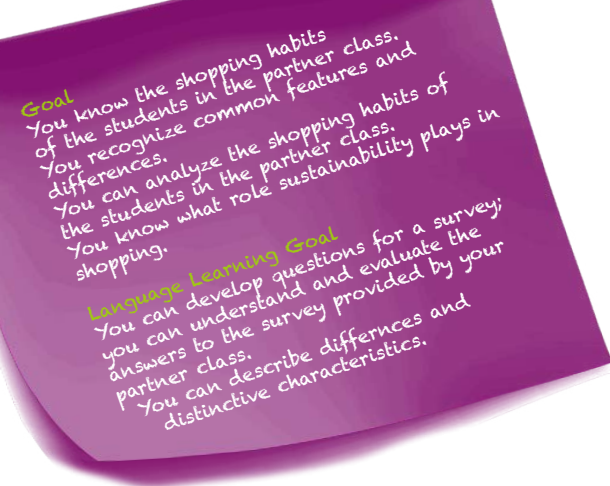 Goal
You know the shopping habits
of the students in the partner class.
You recognize common features and
differences.
You can analyze the shopping habits of
the students in the partner class.
You know what role sustainability plays in
shopping.
Language Learning Goal
You can develop questions for a survey;
you can understand and evaluate the
answers to the survey provided by your
partner class.
You can describe differnces and
distinctive characteristics.